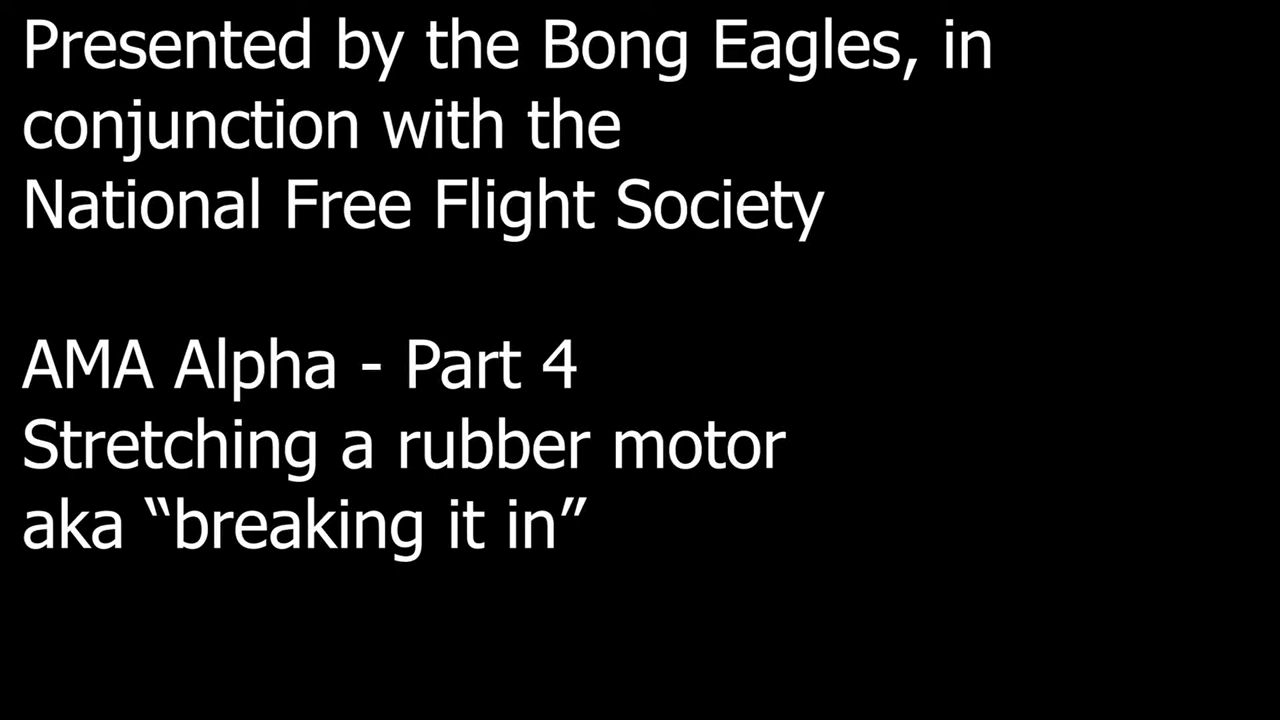 Presented by the Bong Eagles, in
conjunction with the
National Free Flight Society
AMA Alpha - Part 4
Stretching a rubber motor
aka “breaking it in”